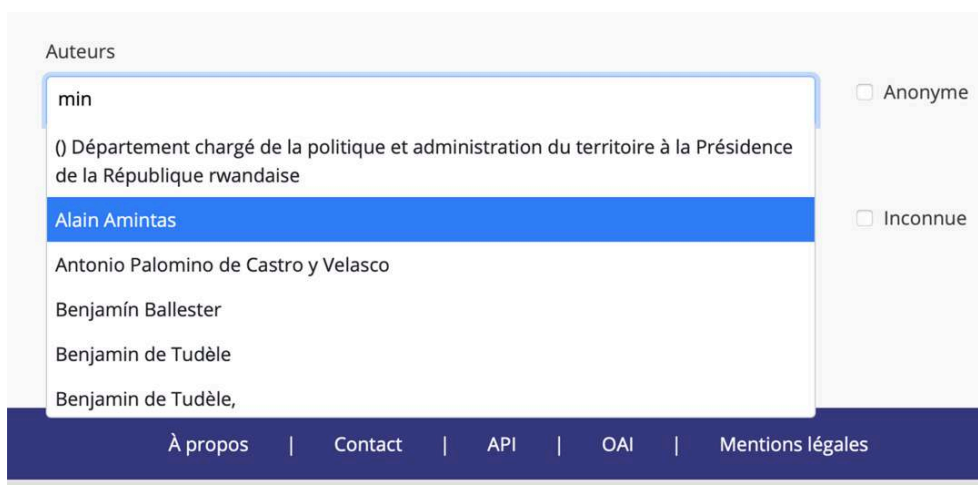 Auteurs
min
Anonyme
() Département chargé de la politique et administration du territoire à la Présidence
de la République rwandaise
Alain Amintas
Inconnue
Antonio Palomino de Castro y Velasco
Benjamín Ballester
Benjamin de Tudèle
Benjamin de Tudèle,
À propos | Contact | API | OAI | Mentions légales